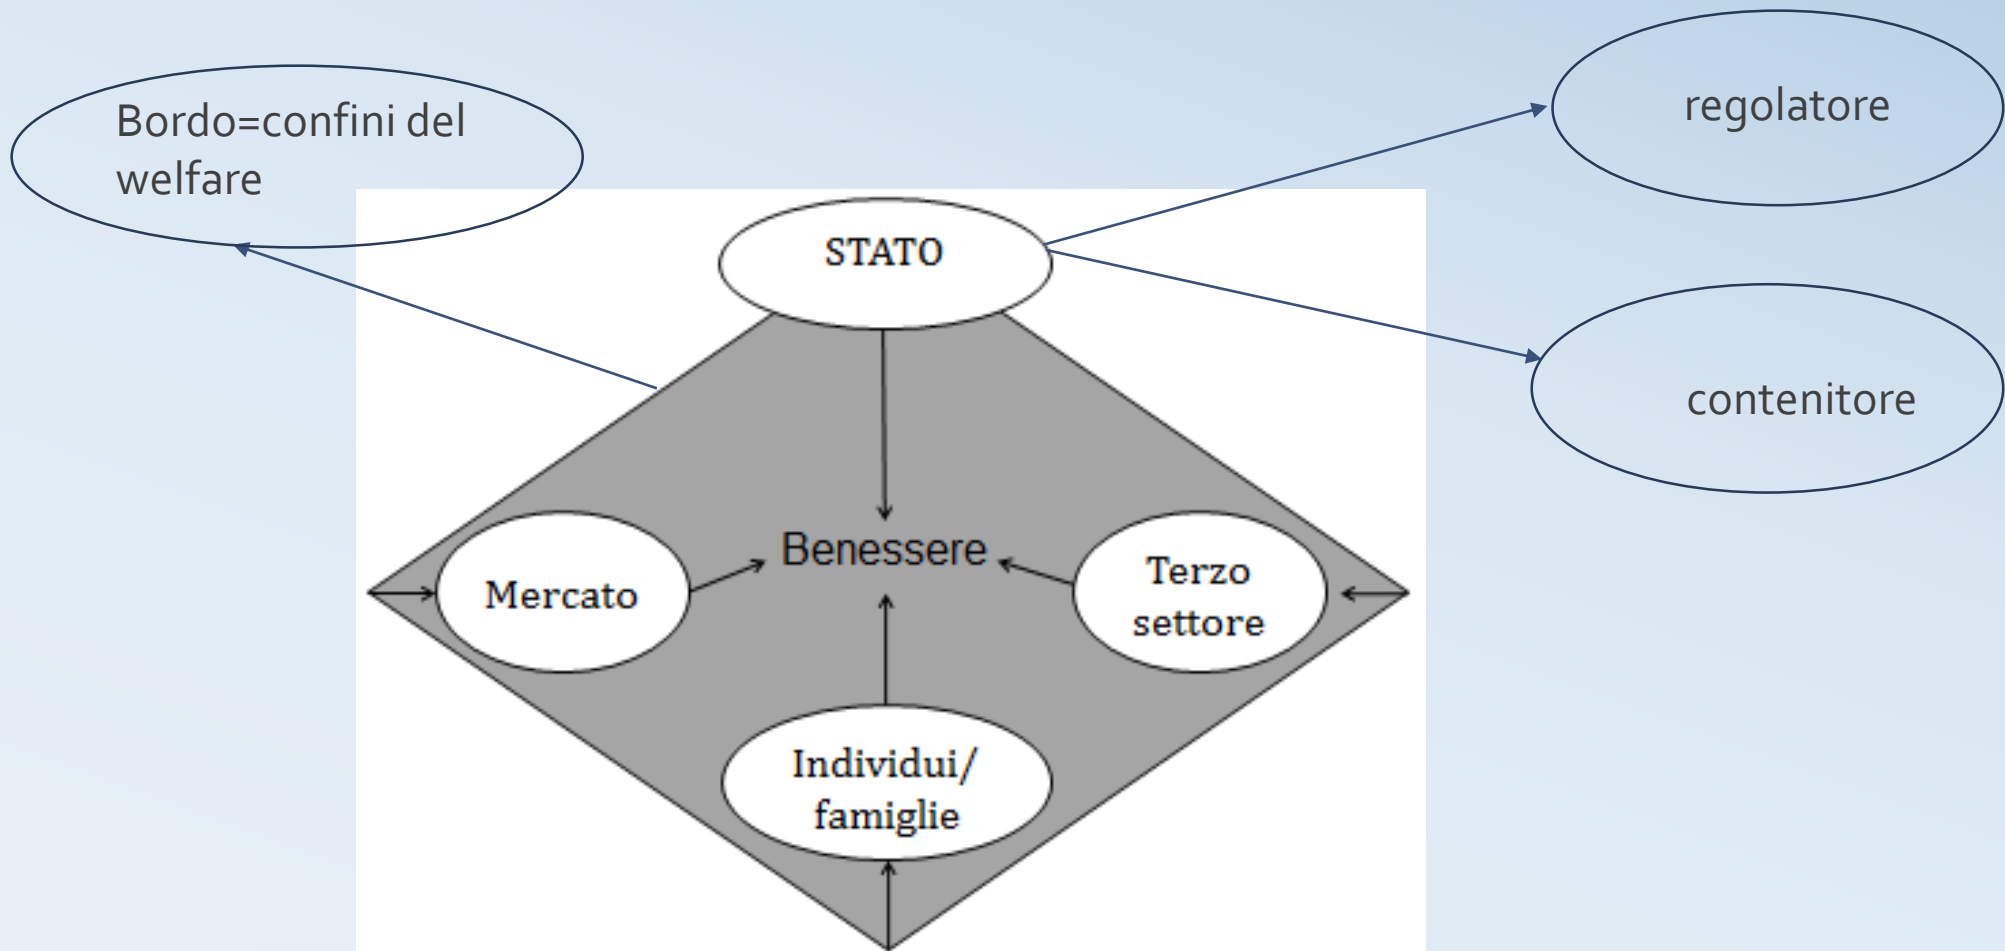 Bordo=confini del
welfare
regolatore
STATO
contenitore
Benessere
Mercato
Terzo
settore
Individui/
famiglie